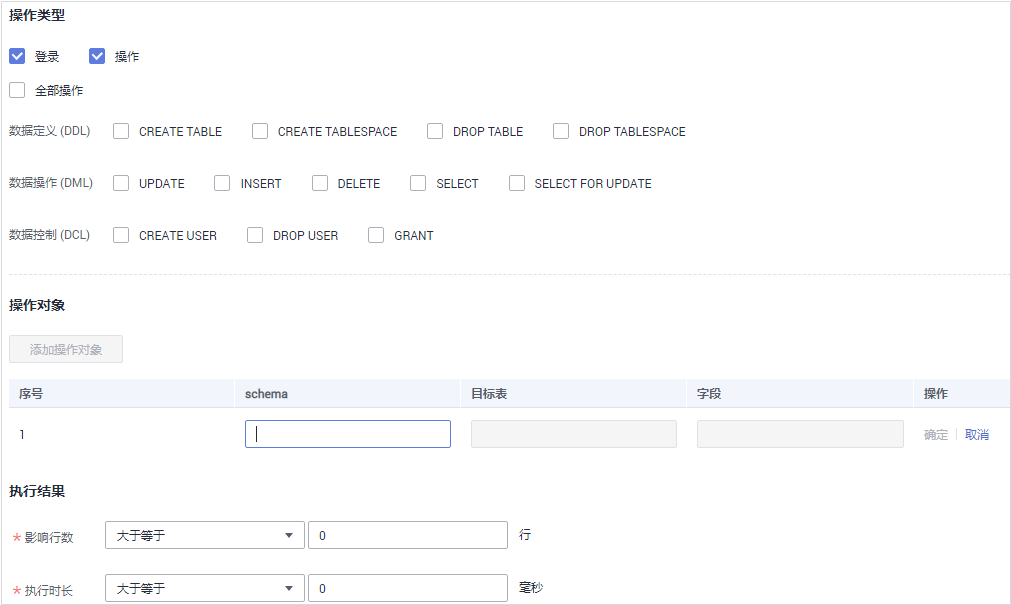 操作类型
登录 操作
全部操作
数据定义 (DDL) CREATE TABLE CREATE TABLESPACE DROP TABLE DROP TABLESPACE
数据操作 (DML) UPDATE INSERT DELETE SELECT SELECT FOR UPDATE
数据控制 (DCL) CREATE USER DROP USER GRANT
操作对象
添加操作对象
序号 schema 目标表 字段 操作
1 确定 取消
执行结果
* 影响行数 大于等于 0 行
* 执行时长 大于等于 0 毫秒